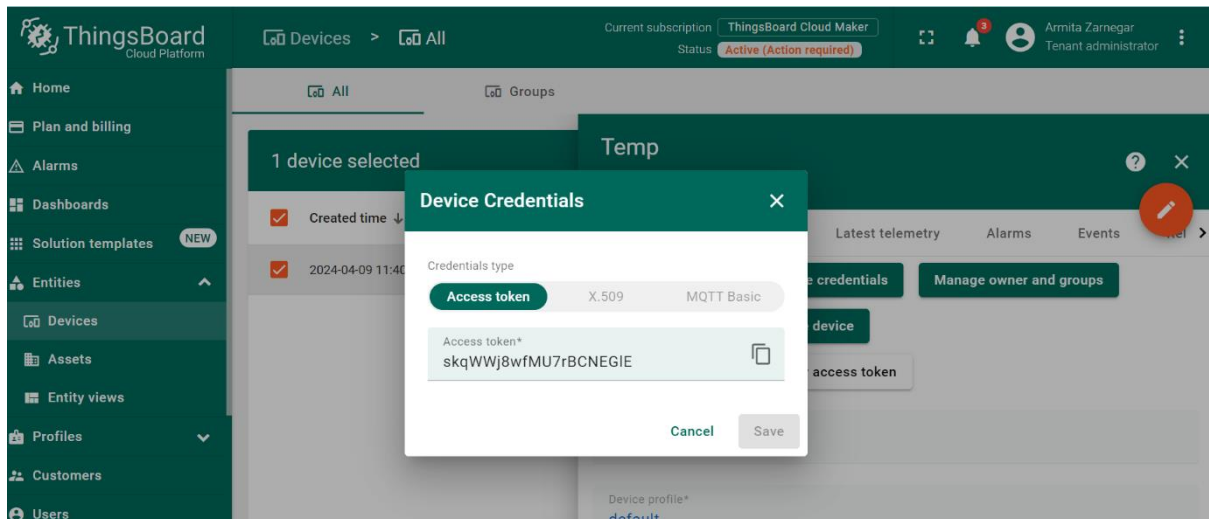 ThingsBoard
Cloud Platform
Devices > All
Current subscription ThingsBoard Cloud Maker
Status Active (Action required)
3
Armita Zarnegar
Tenant administrator
Home
Plan and billing
Alarms
Dashboards
Solution templates NEW
Entities
Devices
Assets
Entity views
Profiles
Customers
Users
All Groups
1 device selected
Created time
2024-04-09 11:40
Temp
Latest telemetry Alarms Events
credentials Manage owner and groups
device
access token
Device profile*
default
Device Credentials
Credentials type
Access token X.509 MQTT Basic
Access token*
skqWWj8wfMU7rBCNEGlE
Cancel Save